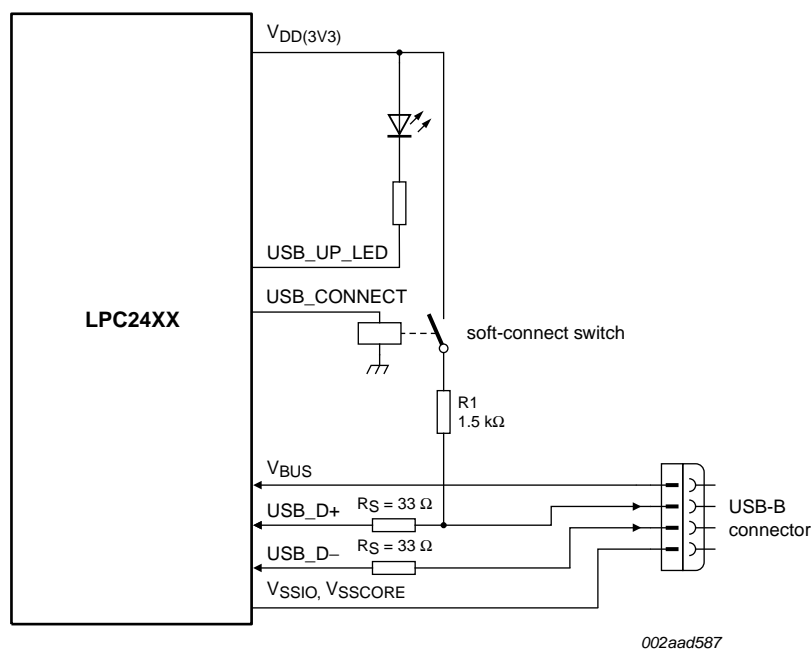 VDD(3V3)
USB_UP_LED
USB_CONNECT
LPC24XX
soft-connect switch
R1
1.5 kΩ
VBUS
USB_D+
RS = 33 Ω
USB_D−
RS = 33 Ω
VSSIO, VSSCORE
USB-B
connector
002aad587